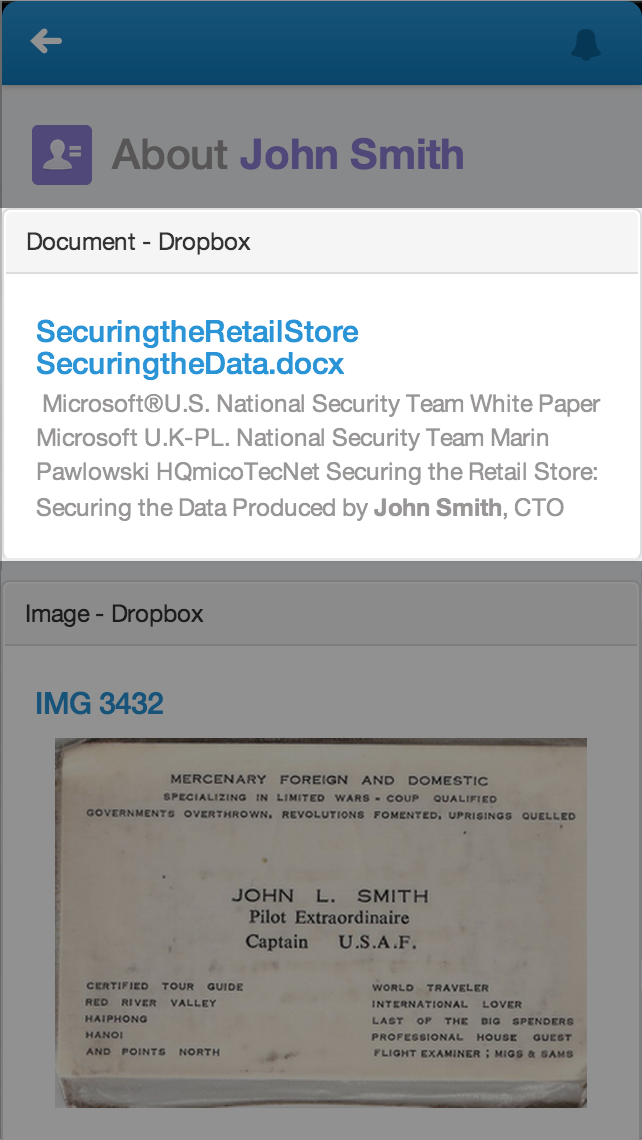 About John Smith
Document - Dropbox
SecuringtheRetailStore
SecuringtheData.docx
Microsoft®U.S. National Security Team White Paper
Microsoft U.K-PL. National Security Team Marin
Pawlowski HQmicoTecNet Securing the Retail Store:
Securing the Data Produced by John Smith, CTO
Image - Dropbox
IMG 3432
MERCENARY FOREIGN AND DOMESTIC
SPECIALIZING IN LIMITED WARS - COUP QUALIFIED
GOVERNMENTS OVERTHROWN, REVOLUTIONS FOMENTED, UPRISINGS QUELLED
JOHN L. SMITH
Pilot Extraordinaire
Captain U.S.A.F.
CERTIFIED TOUR GUIDE
RED RIVER VALLEY
HAIPHONG
HANOI
AND POINTS NORTH
WORLD TRAVELER
INTERNATIONAL LOVER
LAST OF THE BIG SPENDERS
PROFESSIONAL HOUSE GUEST
FLIGHT EXAMINER ; MIGS & SAMS